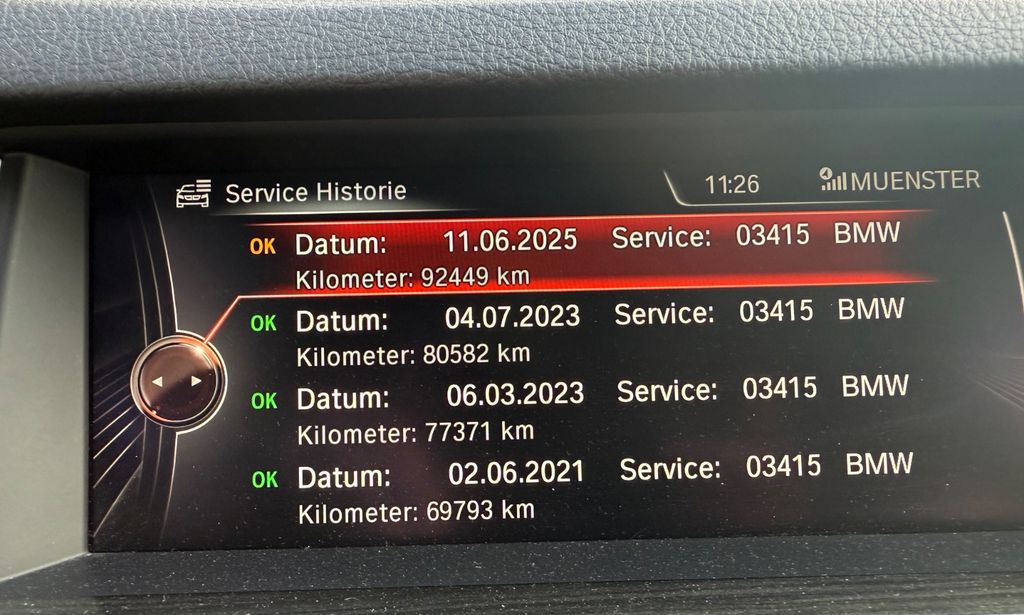 Service Historie 11:26 MUENSTER
OK Datum: 11.06.2025 Service: 03415 BMW
Kilometer: 92449 km
OK Datum: 04.07.2023 Service: 03415 BMW
Kilometer: 80582 km
OK Datum: 06.03.2023 Service: 03415 BMW
Kilometer: 77371 km
OK Datum: 02.06.2021 Service: 03415 BMW
Kilometer: 69793 km